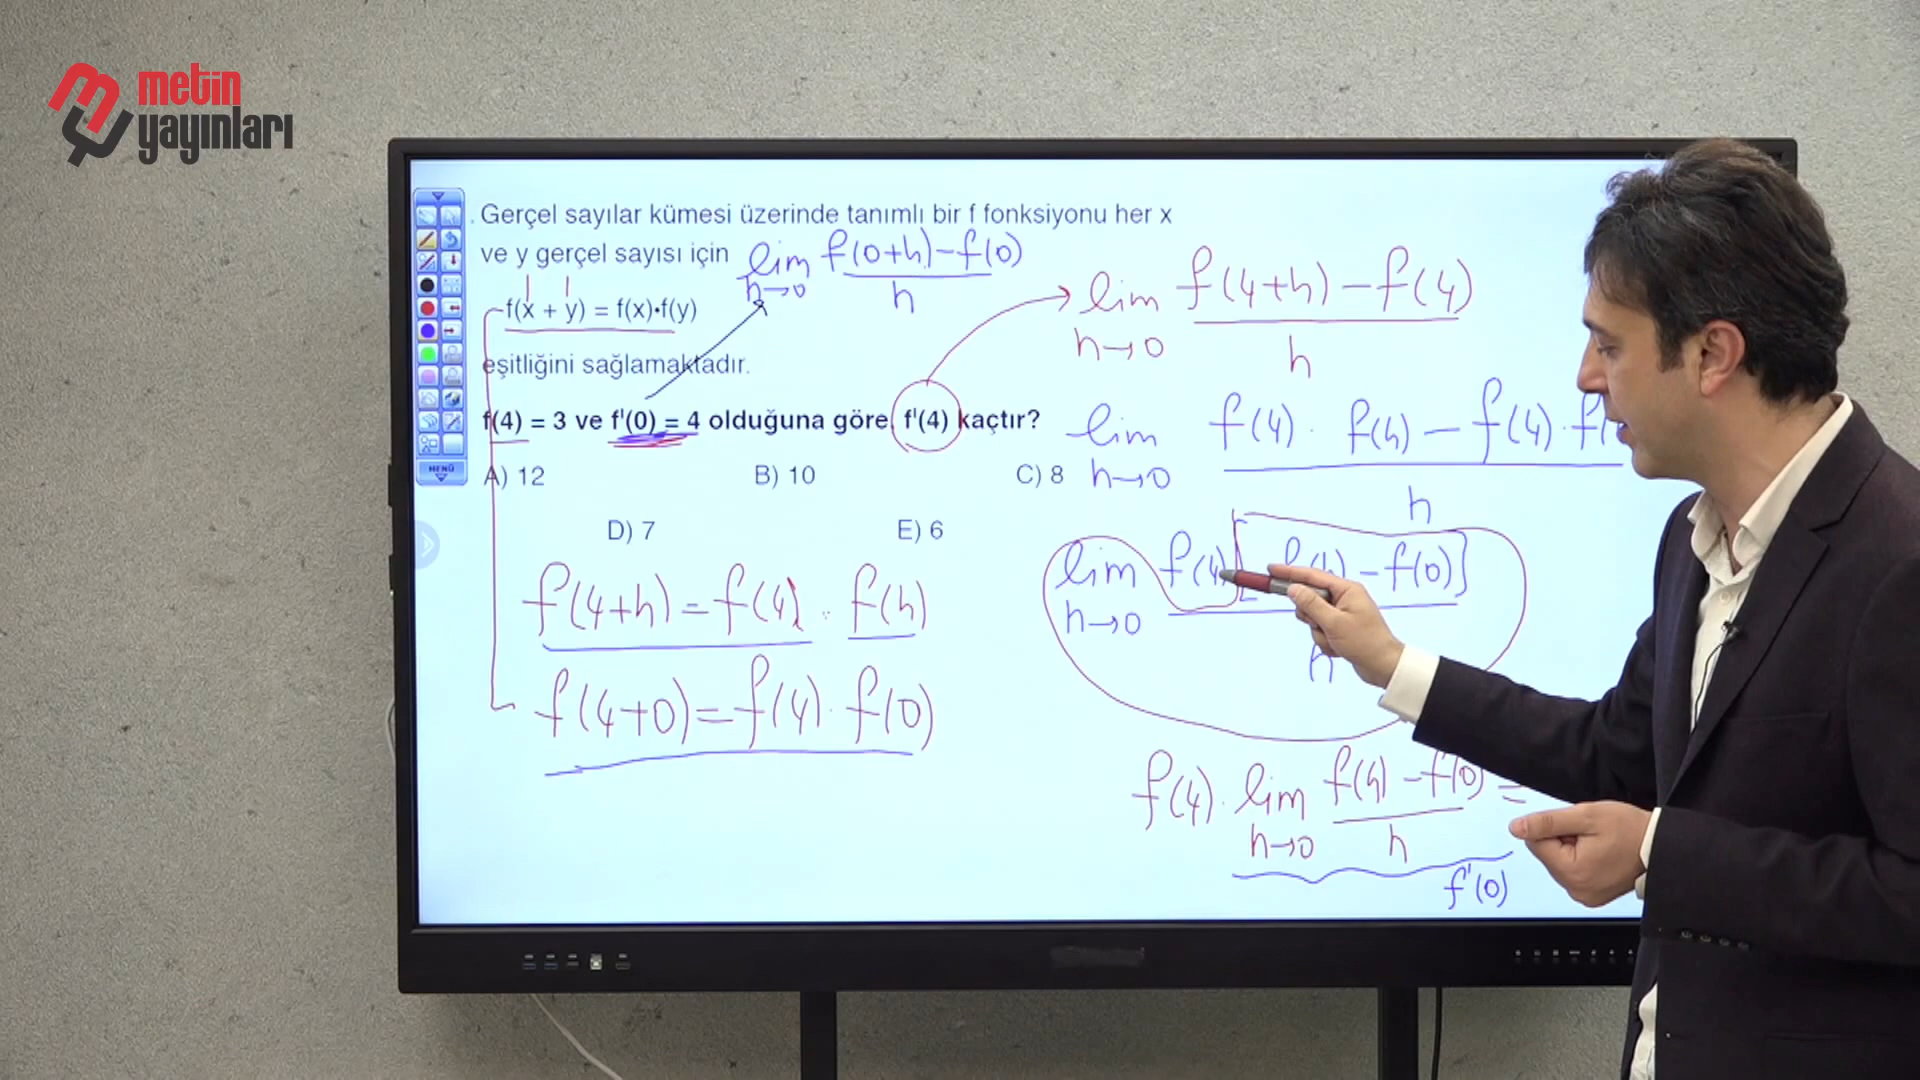 metin
yayınları
. Gerçel sayılar kümesi üzerinde tanımlı bir f fonksiyonu her x
ve y gerçel sayısı için
f(x + y) = f(x)•f(y)
eşitliğini sağlamaktadır.
f(4) = 3 ve f'(0) = 4 olduğuna göre, f'(4) kaçtır?
A) 12 B) 10 C) 8
D) 7 E) 6
MENÜ
lim h→0 f(0+h)-f(0) / h
f(4+h) = f(4) . f(h)
f(4+0) = f(4) . f(0)
lim h→0 f(4+h) - f(4) / h
lim h→0 f(4) . f(h) - f(4) . / h
lim h→0 f(4)[f(h) - f(0)] / h
f(4) . lim h→0 f(h) - f(0) / h =
f'(0)